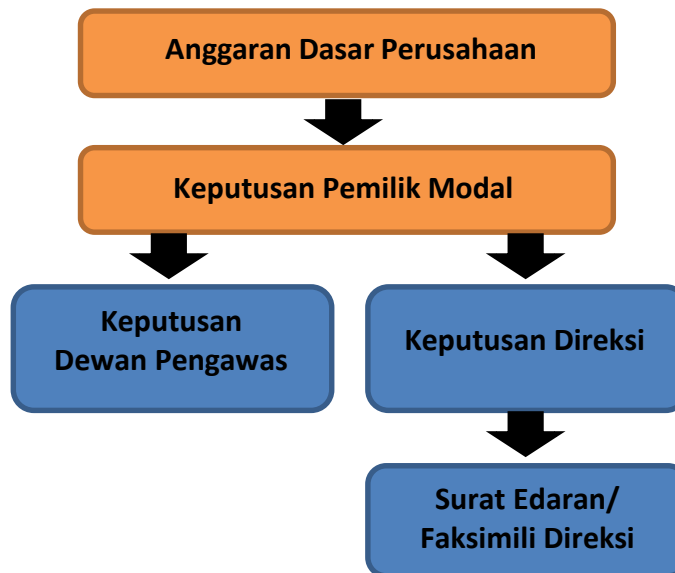 Anggaran Dasar Perusahaan
Keputusan Pemilik Modal
Keputusan
Dewan Pengawas
Keputusan Direksi
Surat Edaran/
Faksimili Direksi